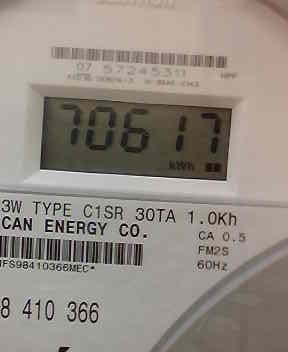 07 57245311
70617
kWh
3W TYPE C1SR 30TA 1.0Kh
CAN ENERGY CO.
CA 0.5
FM2S
60Hz
MFS98410366MEC*
8 410 366